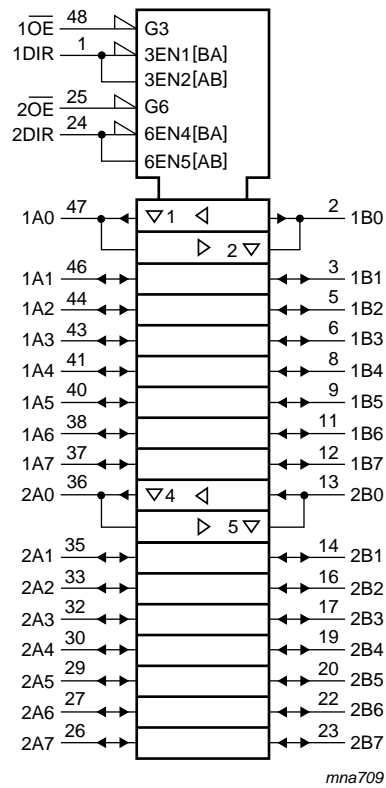 1O̅E̅ 48 G3
1DIR 1 3EN1[BA]
3EN2[AB]
2O̅E̅ 25 G6
2DIR 24 6EN4[BA]
6EN5[AB]
1A0 47 ▽1 ◁ 2 1B0
▷ 2▽
1A1 46 3 1B1
1A2 44 5 1B2
1A3 43 6 1B3
1A4 41 8 1B4
1A5 40 9 1B5
1A6 38 11 1B6
1A7 37 12 1B7
2A0 36 ▽4 ◁ 13 2B0
▷ 5▽
2A1 35 14 2B1
2A2 33 16 2B2
2A3 32 17 2B3
2A4 30 19 2B4
2A5 29 20 2B5
2A6 27 22 2B6
2A7 26 23 2B7
mna709